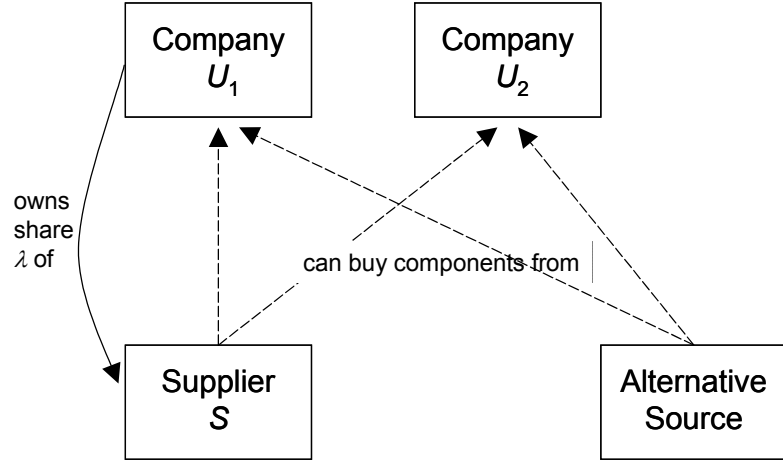 Company
U₁
Company
U₂
owns
share
λ of
can buy components from
Supplier
S
Alternative
Source